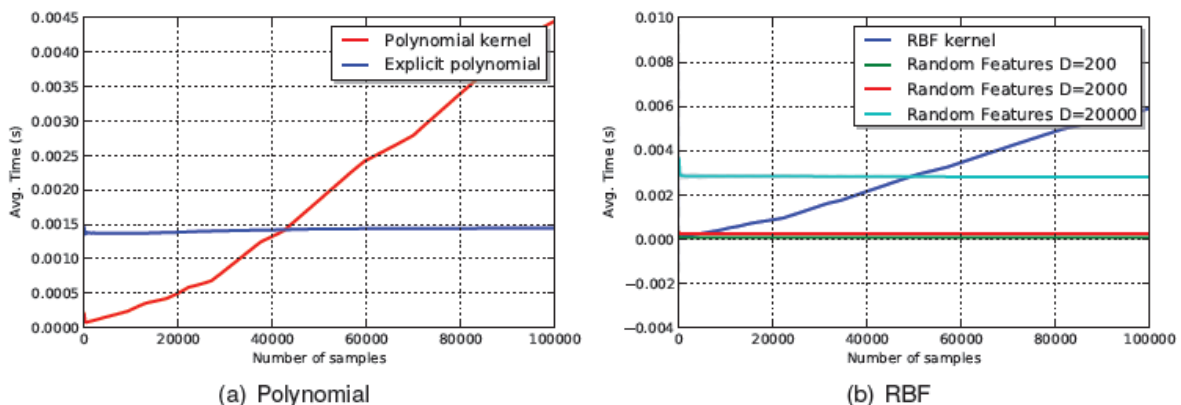 0.0045
0.0040
0.0035
0.0030
0.0025
0.0020
0.0015
0.0010
0.0005
0.0000
Avg. Time (s)
Polynomial kernel
Explicit polynomial
0 20000 40000 60000 80000 100000
Number of samples
(a) Polynomial
0.010
0.008
0.006
0.004
0.002
0.000
−0.002
−0.004
Avg. Time (s)
RBF kernel
Random Features D=200
Random Features D=2000
Random Features D=20000
0 20000 40000 60000 80000 100000
Number of samples
(b) RBF